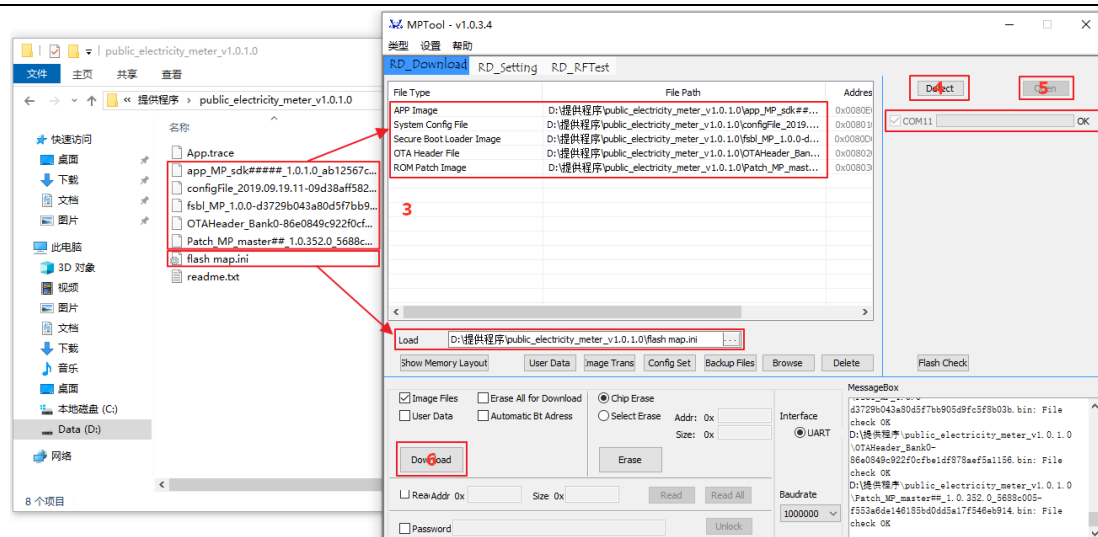 public_electricity_meter_v1.0.1.0
文件 主页 共享 查看
« 提供程序 › public_electricity_meter_v1.0.1.0
快速访问
桌面
下载
文档
图片
此电脑
3D 对象
视频
图片
文档
下载
音乐
桌面
本地磁盘 (C:)
Data (D:)
网络
名称
App.trace
app_MP_sdk#####_1.0.1.0_ab12567c...
configFile_2019.09.19.11-09d38aff582...
fsbl_MP_1.0.0-d3729b043a80d5f7bb9...
OTAHeader_Bank0-86e0849c922f0cf...
Patch_MP_master##_1.0.352.0_5688c...
flash map.ini
readme.txt
8 个项目
MPTool - v1.0.3.4
类型 设置 帮助
RD_Download RD_Setting RD_RFTest
File Type File Path Addres
APP Image D:\提供程序\public_electricity_meter_v1.0.1.0\app_MP_sdk##... 0x0080E
System Config File D:\提供程序\public_electricity_meter_v1.0.1.0\configFile_2019.... 0x00801
Secure Boot Loader Image D:\提供程序\public_electricity_meter_v1.0.1.0\fsbl_MP_1.0.0-d... 0x0080D
OTA Header File D:\提供程序\public_electricity_meter_v1.0.1.0\OTAHeader_Ban... 0x00802
ROM Patch Image D:\提供程序\public_electricity_meter_v1.0.1.0\Patch_MP_mast... 0x00803
3
Load D:\提供程序\public_electricity_meter_v1.0.1.0\flash map.ini ...
Show Memory Layout User Data Image Trans Config Set Backup Files Browse Delete
4 5
COM11 OK
Flash Check
Image Files Erase All for Download Chip Erase
User Data Automatic Bt Adress Select Erase Addr: 0x
Size: 0x
Download 6 Erase
Interface
UART
Addr 0x Size 0x Read Read All
Baudrate
1000000
Password Unlock
MessageBox
d3729b043a80d5f7bb905d9fc5f8b03b.bin: File
check OK
D:\提供程序\public_electricity_meter_v1.0.1.0
\OTAHeader_Bank0-
86e0849c922f0cfbe1df878aef5a1156.bin: File
check OK
D:\提供程序\public_electricity_meter_v1.0.1.0
\Patch_MP_master##_1.0.352.0_5688c005-
f553a6de146185bd0dd5a17f546eb914.bin: File
check OK